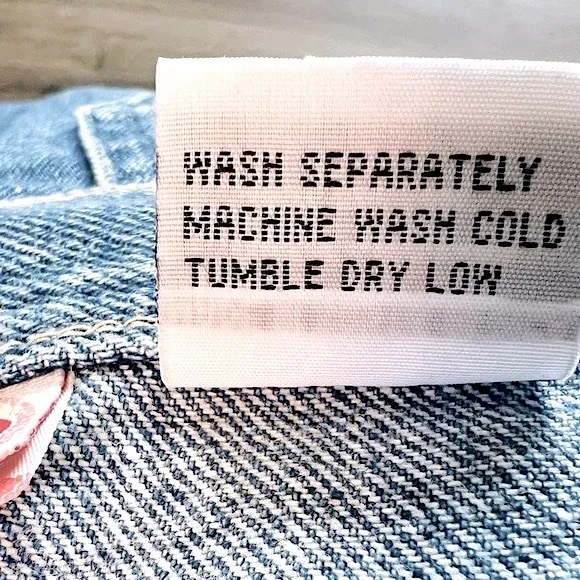 WASH SEPARATELY
MACHINE WASH COLD
TUMBLE DRY LOW